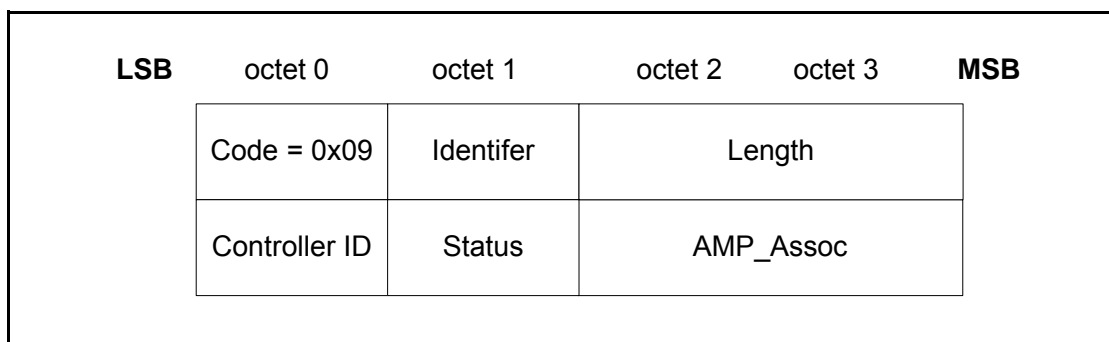 LSB octet 0 octet 1 octet 2 octet 3 MSB
Code = 0x09 Identifer Length
Controller ID Status AMP_Assoc